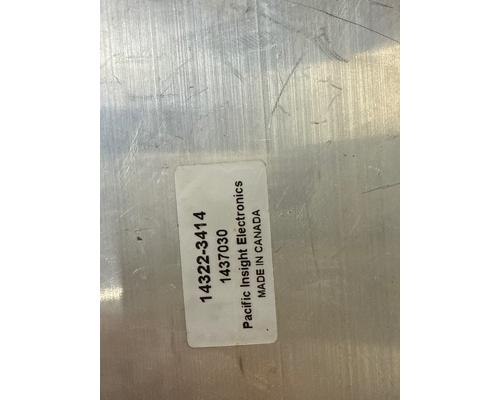 14322-3414
1437030
Pacific Insight Electronics
MADE IN CANADA